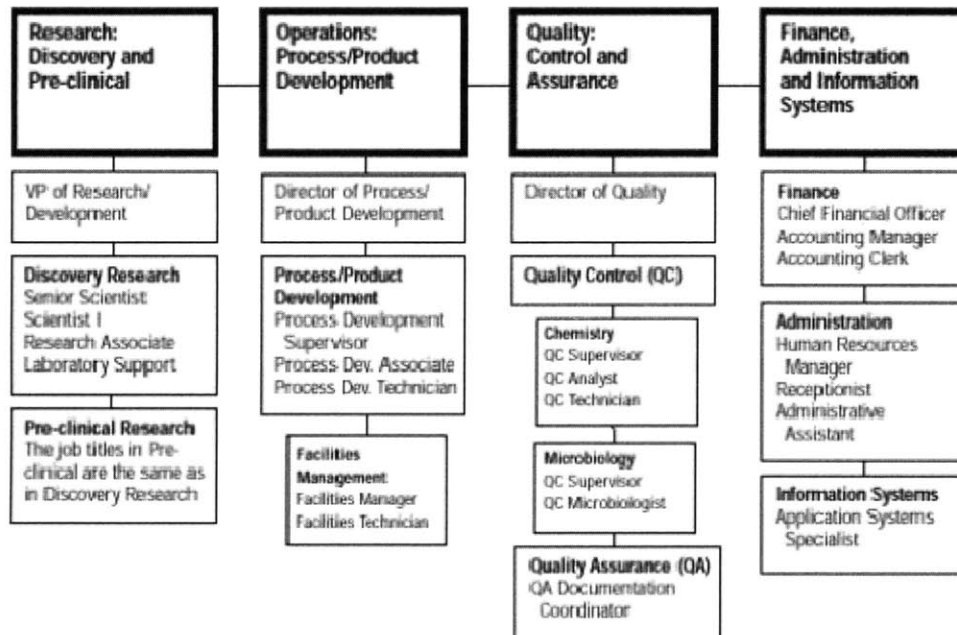 Research:
Discovery and
Pre-clinical
VP of Research/
Development
Discovery Research
Senior Scientist
Scientist I
Research Associate
Laboratory Support
Pre-clinical Research
The job titles in Pre-
clinical are the same as
in Discovery Research
Operations:
Process/Product
Development
Director of Process/
Product Development
Process/Product
Development
Process Development
Supervisor
Process Dev. Associate
Process Dev. Technician
Facilities
Management:
Facilities Manager
Facilities Technician
Quality:
Control and
Assurance
Director of Quality
Quality Control (QC)
Chemistry
QC Supervisor
QC Analyst
QC Technician
Microbiology
QC Supervisor
QC Microbiologist
Quality Assurance (QA)
QA Documentation
Coordinator
Finance,
Administration
and Information
Systems
Finance
Chief Financial Officer
Accounting Manager
Accounting Clerk
Administration
Human Resources
Manager
Receptionist
Administrative
Assistant
Information Systems
Application Systems
Specialist